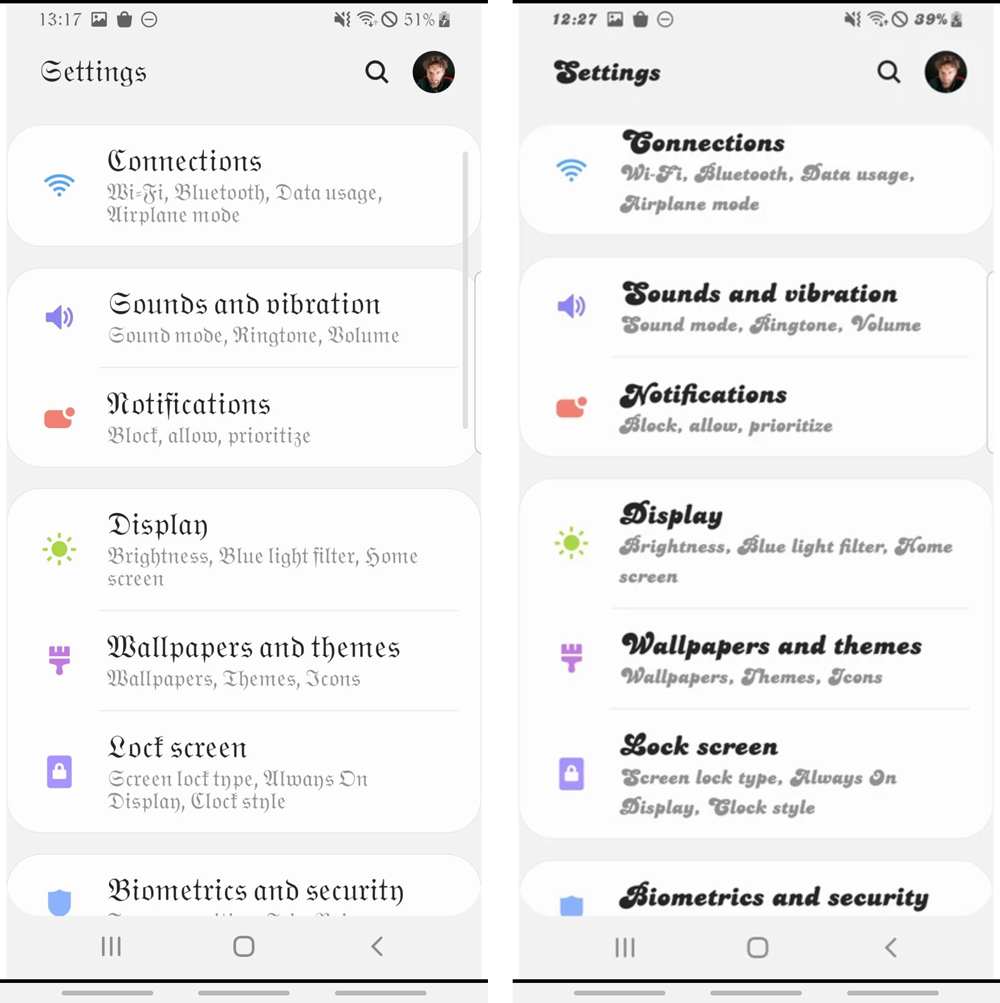 13:17
51%
Settings
Connections
Wi-Fi, Bluetooth, Data usage,
Airplane mode
Sounds and vibration
Sound mode, Ringtone, Volume
Notifications
Block, allow, prioritize
Display
Brightness, Blue light filter, Home
screen
Wallpapers and themes
Wallpapers, Themes, Icons
Lock screen
Screen lock type, Always On
Display, Clock style
Biometrics and security
12:27
39%
Settings
Connections
Wi-Fi, Bluetooth, Data usage,
Airplane mode
Sounds and vibration
Sound mode, Ringtone, Volume
Notifications
Block, allow, prioritize
Display
Brightness, Blue light filter, Home
screen
Wallpapers and themes
Wallpapers, Themes, Icons
Lock screen
Screen lock type, Always On
Display, Clock style
Biometrics and security